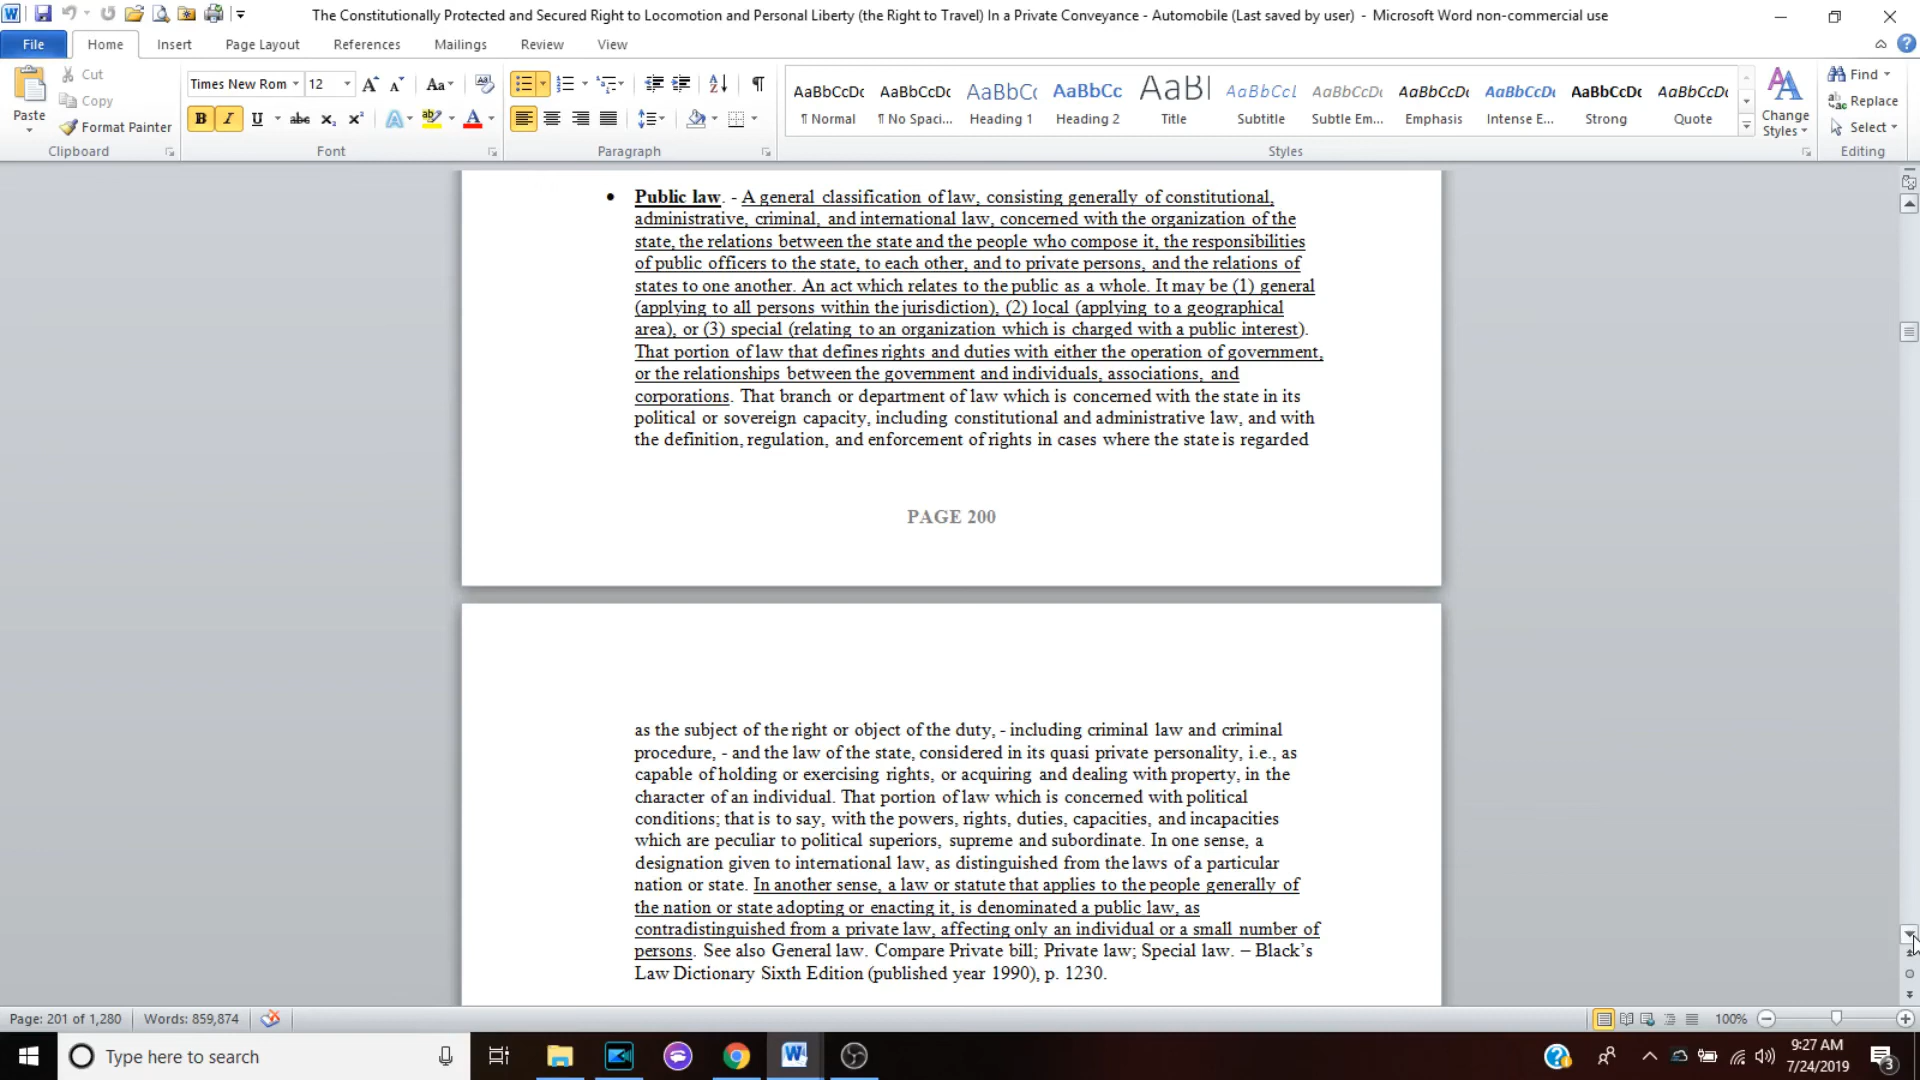 The Constitutionally Protected and Secured Right to Locomotion and Personal Liberty (the Right to Travel) In a Private Conveyance - Automobile (Last saved by user) - Microsoft Word non-commercial use
File Home Insert Page Layout References Mailings Review View
Paste
Cut
Copy
Format Painter
Clipboard
Times New Rom 12
Font
Paragraph
AaBbCcDc AaBbCcDc AaBbCc AaBbCc AaBl AaBbCcL AaBbCcDc AaBbCcDc AaBbCcDc AaBbCcDc AaBbCcDc
¶ Normal ¶ No Spaci... Heading 1 Heading 2 Title Subtitle Subtle Em... Emphasis Intense E... Strong Quote
Change
Styles
Styles
Find
Replace
Select
Editing
• Public law. - A general classification of law, consisting generally of constitutional,
administrative, criminal, and international law, concerned with the organization of the
state, the relations between the state and the people who compose it, the responsibilities
of public officers to the state, to each other, and to private persons, and the relations of
states to one another. An act which relates to the public as a whole. It may be (1) general
(applying to all persons within the jurisdiction), (2) local (applying to a geographical
area), or (3) special (relating to an organization which is charged with a public interest).
That portion of law that defines rights and duties with either the operation of government,
or the relationships between the government and individuals, associations, and
corporations. That branch or department of law which is concerned with the state in its
political or sovereign capacity, including constitutional and administrative law, and with
the definition, regulation, and enforcement of rights in cases where the state is regarded
PAGE 200
as the subject of the right or object of the duty, - including criminal law and criminal
procedure, - and the law of the state, considered in its quasi private personality, i.e., as
capable of holding or exercising rights, or acquiring and dealing with property, in the
character of an individual. That portion of law which is concerned with political
conditions; that is to say, with the powers, rights, duties, capacities, and incapacities
which are peculiar to political superiors, supreme and subordinate. In one sense, a
designation given to international law, as distinguished from the laws of a particular
nation or state. In another sense, a law or statute that applies to the people generally of
the nation or state adopting or enacting it, is denominated a public law, as
contradistinguished from a private law, affecting only an individual or a small number of
persons. See also General law. Compare Private bill; Private law; Special law. – Black's
Law Dictionary Sixth Edition (published year 1990), p. 1230.
Page: 201 of 1,280 Words: 859,874 100%
Type here to search
9:27 AM
7/24/2019
3